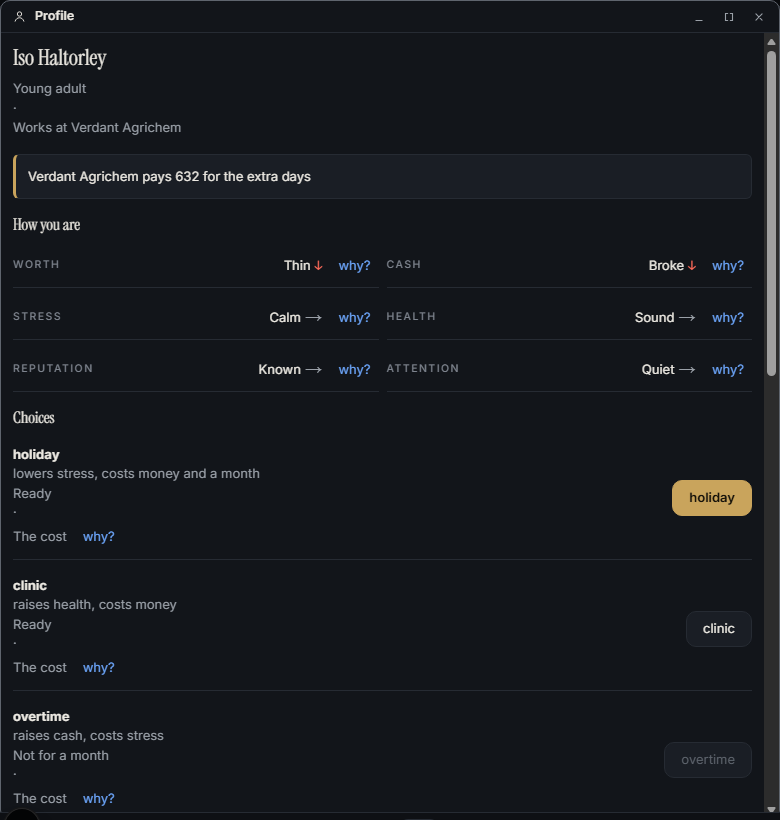 Profile
Iso Haltorley
Young adult
·
Works at Verdant Agrichem
Verdant Agrichem pays 632 for the extra days
How you are
WORTH Thin ↓ why? CASH Broke ↓ why?
STRESS Calm → why? HEALTH Sound → why?
REPUTATION Known → why? ATTENTION Quiet → why?
Choices
holiday
lowers stress, costs money and a month
Ready
·
holiday
The cost why?
clinic
raises health, costs money
Ready
·
clinic
The cost why?
overtime
raises cash, costs stress
Not for a month
·
overtime
The cost why?